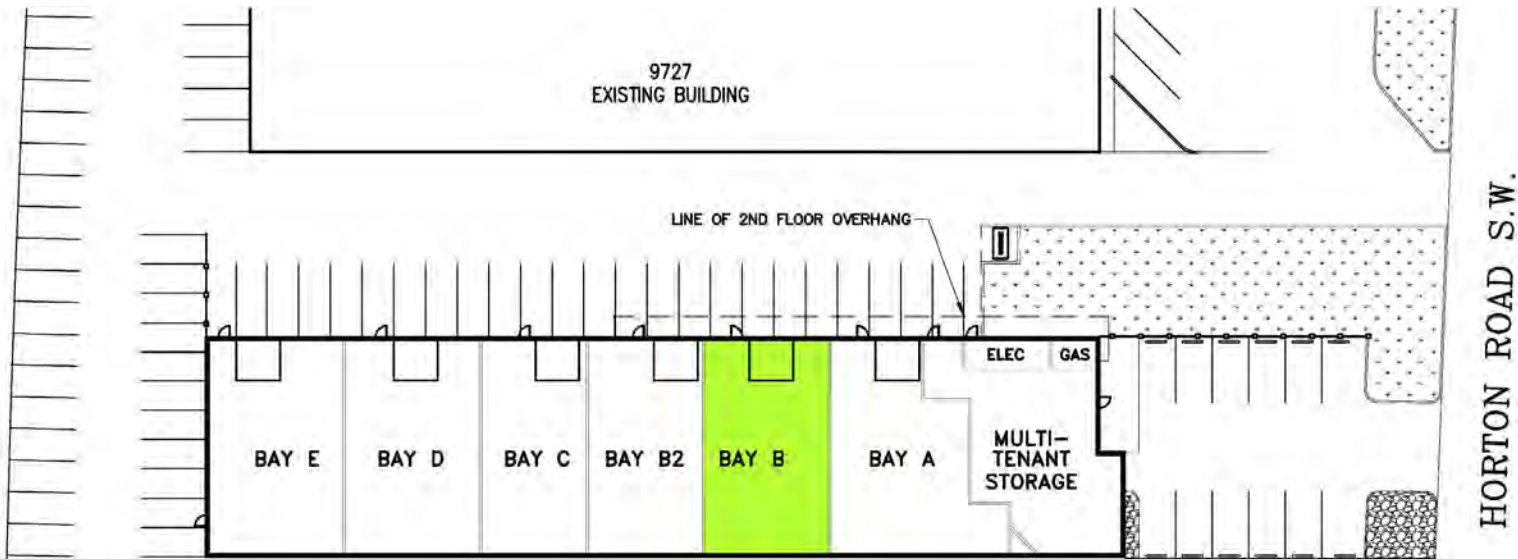 9727
EXISTING BUILDING
LINE OF 2ND FLOOR OVERHANG
ELEC
GAS
BAY E
BAY D
BAY C
BAY B2
BAY B
BAY A
MULTI-
TENANT
STORAGE
HORTON ROAD S.W.